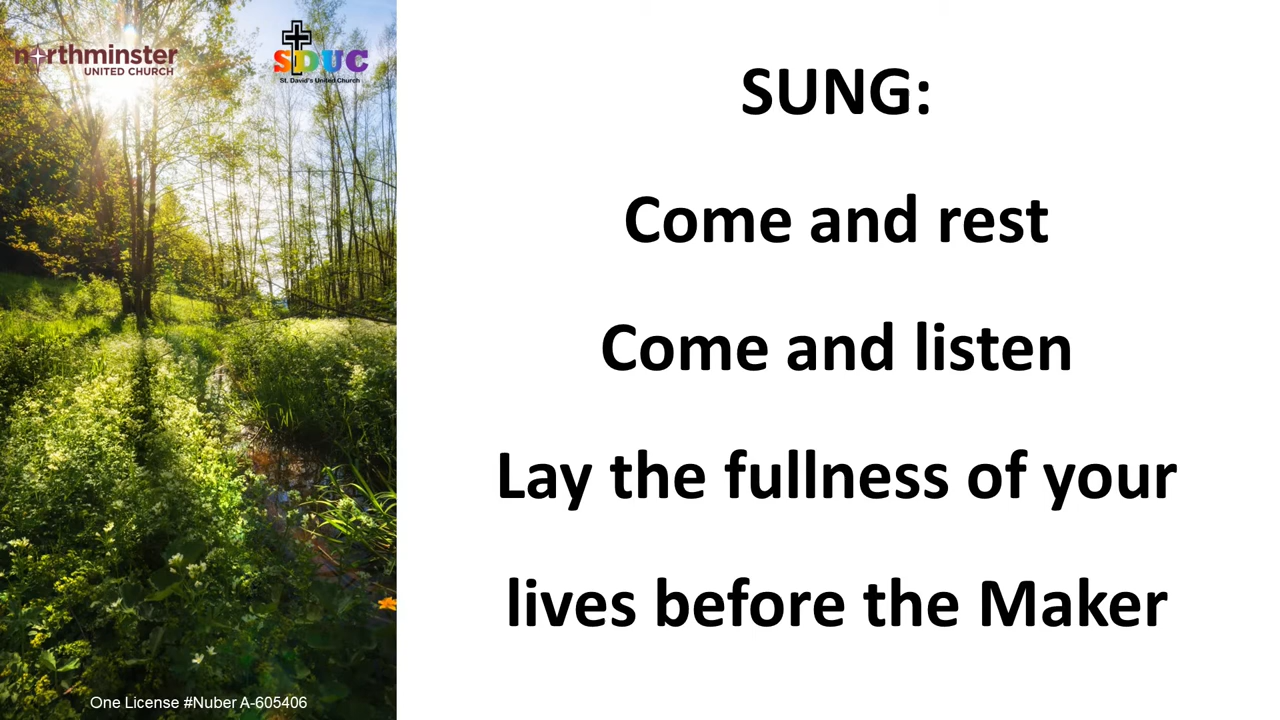 northminster
UNITED CHURCH
SDUC
St. David's United Church
SUNG:
Come and rest
Come and listen
Lay the fullness of your
lives before the Maker
One License #Nuber A-605406